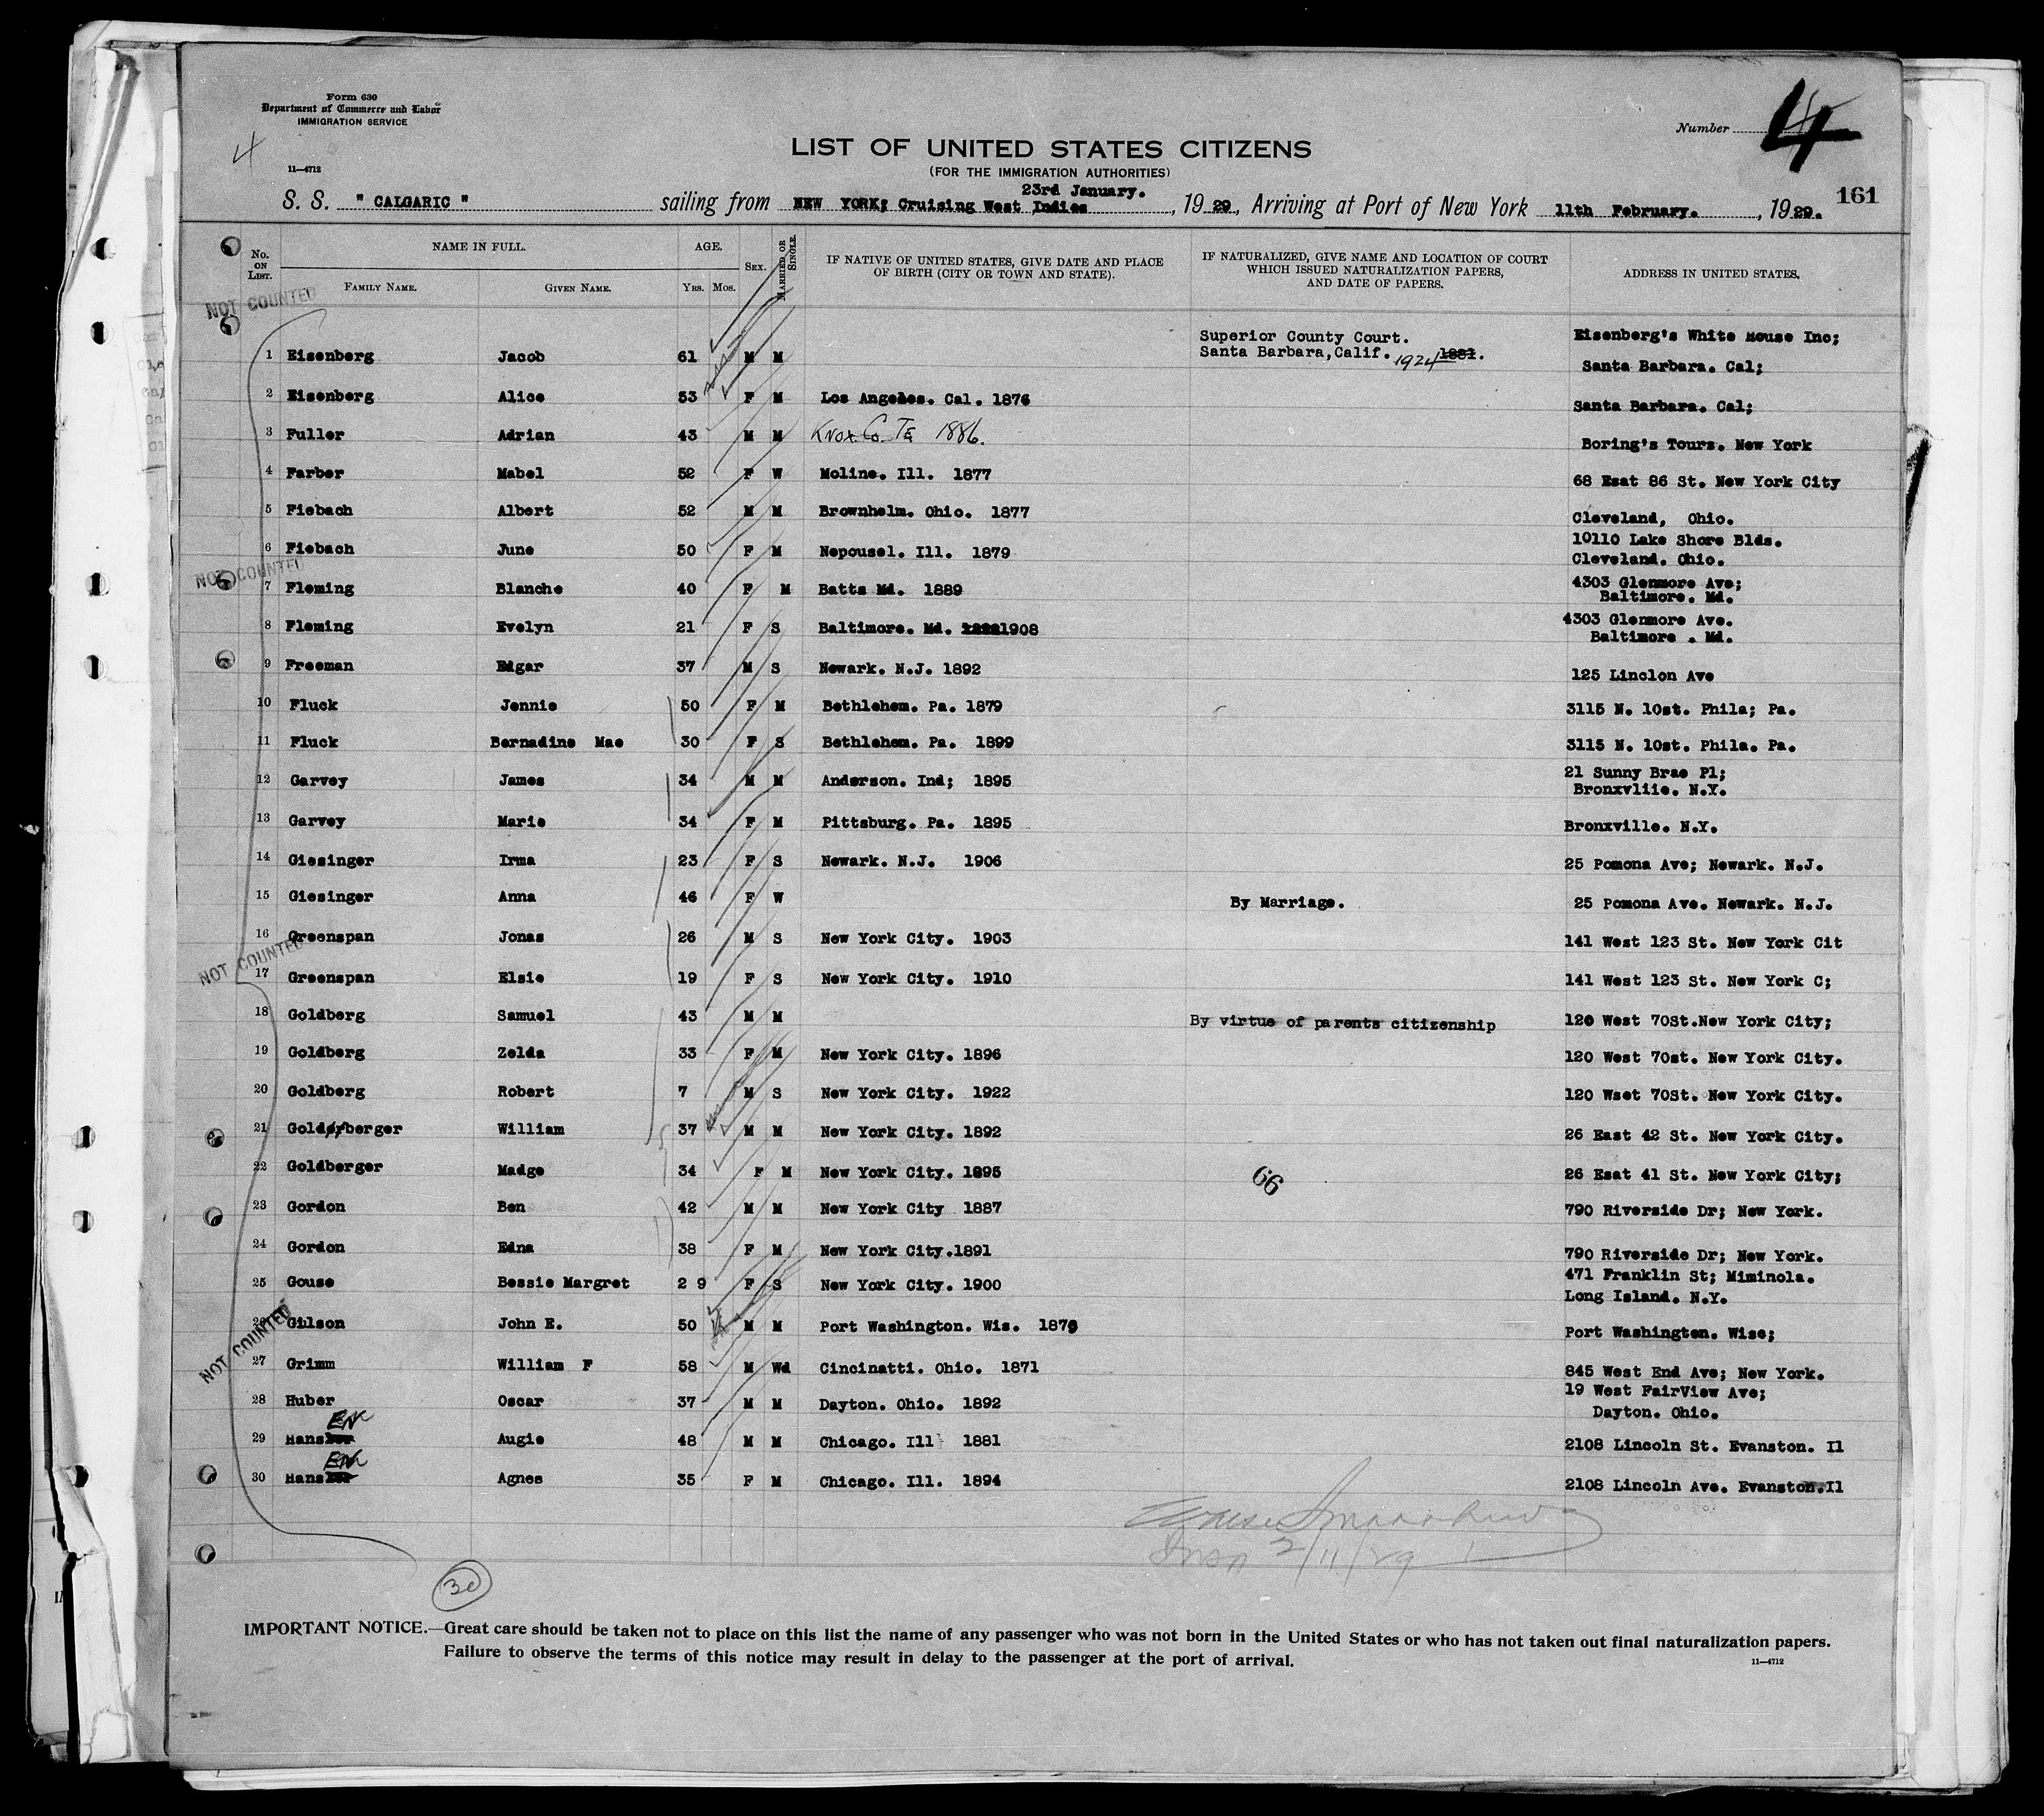 Form 630
Department of Commerce and Labor
IMMIGRATION SERVICE
4
11—4712
Number 4
LIST OF UNITED STATES CITIZENS
(FOR THE IMMIGRATION AUTHORITIES)
23rd January.
S. S. " CALGARIC " sailing from NEW YORK; Cruising West Indies, 19 29, Arriving at Port of New York 11th February., 19 29.
161
No. ON LIST.
NAME IN FULL.
FAMILY NAME.
GIVEN NAME.
AGE.
YRS. MOS.
SEX.
MARRIED OR SINGLE.
IF NATIVE OF UNITED STATES, GIVE DATE AND PLACE
OF BIRTH (CITY OR TOWN AND STATE).
IF NATURALIZED, GIVE NAME AND LOCATION OF COURT
WHICH ISSUED NATURALIZATION PAPERS,
AND DATE OF PAPERS.
ADDRESS IN UNITED STATES.
NOT COUNTED
Superior County Court. Eisenberg's White House Inc;
1 Eisenberg Jacob 61 M M Santa Barbara,Calif. 1924 1881. Santa Barbara. Cal;
2 Eisenberg Alice 53 F M Los Angeles. Cal. 1876 Santa Barbara. Cal;
3 Fuller Adrian 43 M M Knox Co. Te 1886. Boring's Tours. New York
4 Farber Mabel 52 F W Moline. Ill. 1877 68 Esat 86 St. New York City
5 Fiebach Albert 52 M M Brownhelm. Ohio. 1877 Cleveland, Ohio.
6 Fiebach June 50 F M Nepousel. Ill. 1879 10110 Lake Shore Blds.
Cleveland. Ohio.
NOT COUNTED
7 Fleming Blanche 40 F M Batts Md. 1889 4303 Glenmore Ave;
Baltimore. Md.
8 Fleming Evelyn 21 F S Baltimore. Md. 1908 4303 Glenmore Ave.
Baltimore . Md.
9 Freeman Edgar 37 M S Newark. N.J. 1892 125 Linclon Ave
10 Fluck Jennie 50 F M Bethlehem. Pa. 1879 3115 N. 10st. Phila; Pa.
11 Fluck Bernadine Mae 30 F S Bethlehem. Pa. 1899 3115 N. 10st. Phila. Pa.
12 Garvey James 34 M M Anderson. Ind; 1895 21 Sunny Brae Pl;
Bronxvliie. N.Y.
13 Garvey Marie 34 F M Pittsburg. Pa. 1895 Bronxville. N.Y.
14 Giesinger Irma 23 F S Newark. N.J. 1906 25 Pomona Ave; Newark. N.J.
15 Giesinger Anna 46 F W By Marriage. 25 Pomona Ave. Newark. N.J.
16 Greenspan Jonas 26 M S New York City. 1903 141 West 123 St. New York Cit
NOT COUNTED
17 Greenspan Elsie 19 F S New York City. 1910 141 West 123 St. New York C;
18 Goldberg Samuel 43 M M By virtue of parents citizenship 120 West 70St.New York City;
19 Goldberg Zelda 33 F M New York City. 1896 120 West 70st. New York City.
20 Goldberg Robert 7 M S New York City. 1922 120 Wset 70St. New York City.
21 Goldberger William 37 M M New York City. 1892 26 East 42 St. New York City.
22 Goldberger Madge 34 F M New York City. 1895 26 Esat 41 St. New York City;
66
23 Gordon Ben 42 M M New York City 1887 790 Riverside Dr; New York.
24 Gordon Edna 38 F M New York City.1891 790 Riverside Dr; New York.
25 Gouse Bessie Margret 2 9 F S New York City. 1900 471 Franklin St; Miminola.
Long Island. N.Y.
NOT COUNTED
26 Gilson John E. 50 M M Port Washington. Wis. 1879 Port Washington. Wise;
27 Grimm William F 58 M Wd Cincinatti. Ohio. 1871 845 West End Ave; New York.
28 Huber Oscar 37 M M Dayton. Ohio. 1892 19 West FairView Ave;
Dayton. Ohio.
EN
29 Hans Augie 48 M M Chicago. Ill 1881 2108 Lincoln St. Evanston. Il
EN
30 Hans Agnes 35 F M Chicago. Ill. 1894 2108 Lincoln Ave. Evanston.Il
2/11/29
30
IMPORTANT NOTICE.—Great care should be taken not to place on this list the name of any passenger who was not born in the United States or who has not taken out final naturalization papers.
Failure to observe the terms of this notice may result in delay to the passenger at the port of arrival.
11—4712